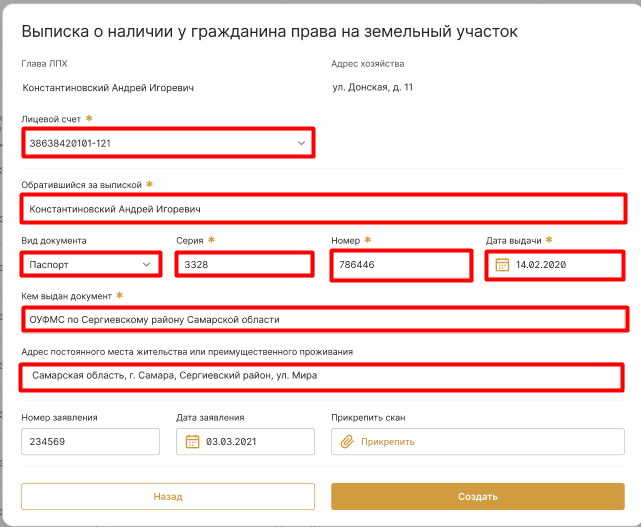 Выписка о наличии у гражданина права на земельный участок
Глава ЛПХ Адрес хозяйства
Константиновский Андрей Игоревич ул. Донская, д. 11
Лицевой счет *
38638420101-121
Обратившийся за выпиской *
Константиновский Андрей Игоревич
Вид документа Серия * Номер * Дата выдачи *
Паспорт 3328 786446 14.02.2020
Кем выдан документ *
ОУФМС по Сергиевскому району Самарской области
Адрес постоянного места жительства или преимущественного проживания
Самарская область, г. Самара, Сергиевский район, ул. Мира
Номер заявления Дата заявления Прикрепить скан
234569 03.03.2021 Прикрепить
Назад Создать